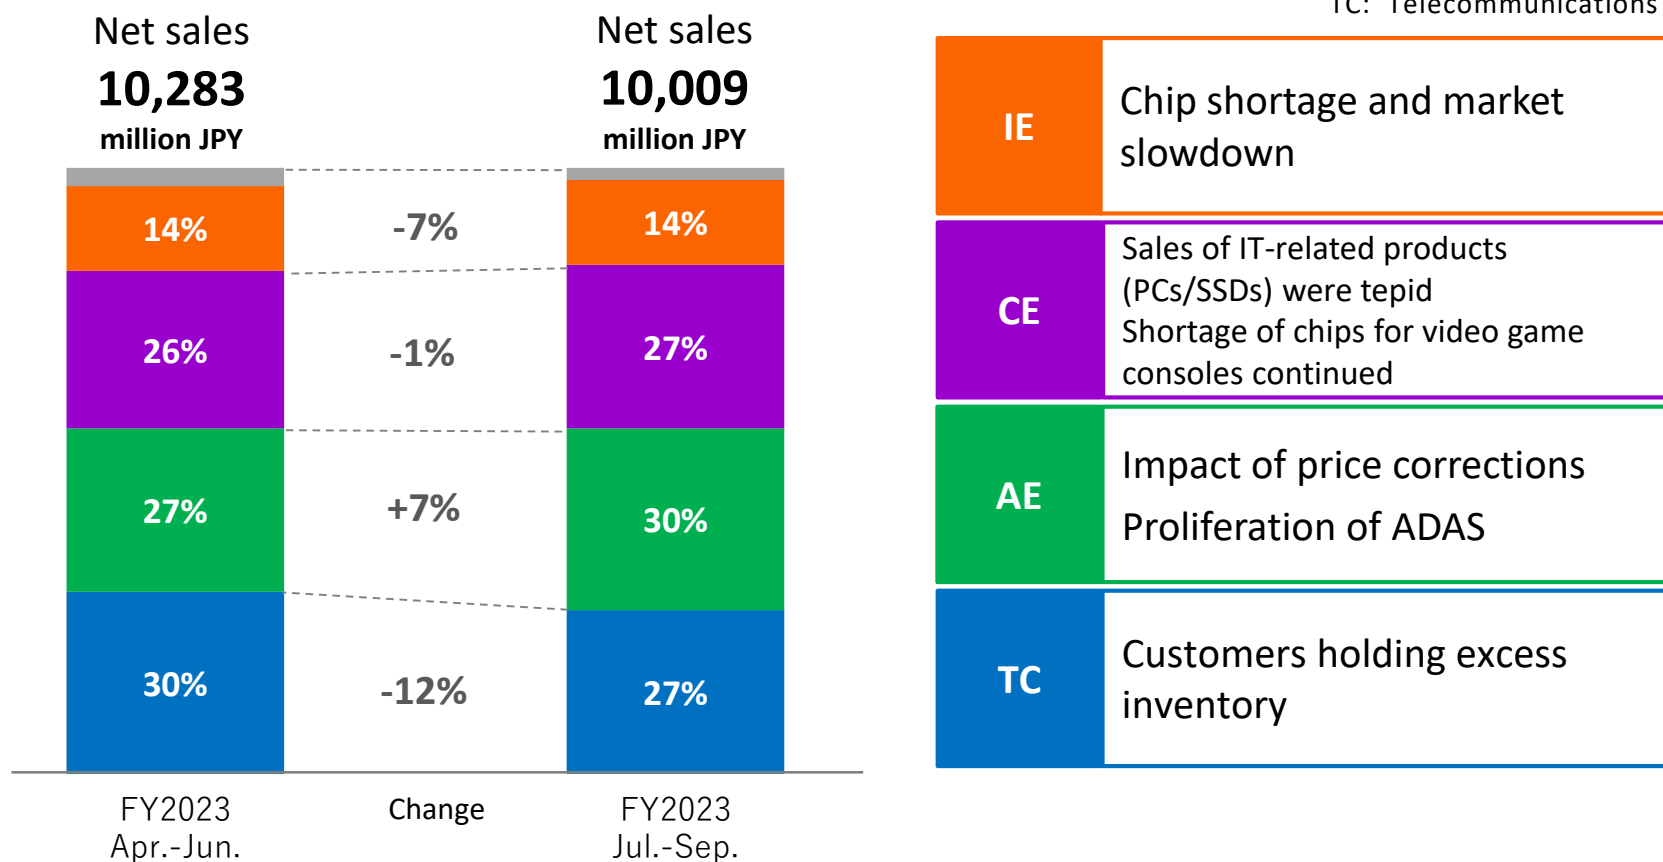 TC: Telecommunications
Net sales
10,283
million JPY
Net sales
10,009
million JPY
14%
-7%
14%
26%
-1%
27%
27%
+7%
30%
30%
-12%
27%
FY2023
Apr.-Jun.
Change
FY2023
Jul.-Sep.
IE
Chip shortage and market
slowdown
CE
Sales of IT-related products
(PCs/SSDs) were tepid
Shortage of chips for video game
consoles continued
AE
Impact of price corrections
Proliferation of ADAS
TC
Customers holding excess
inventory